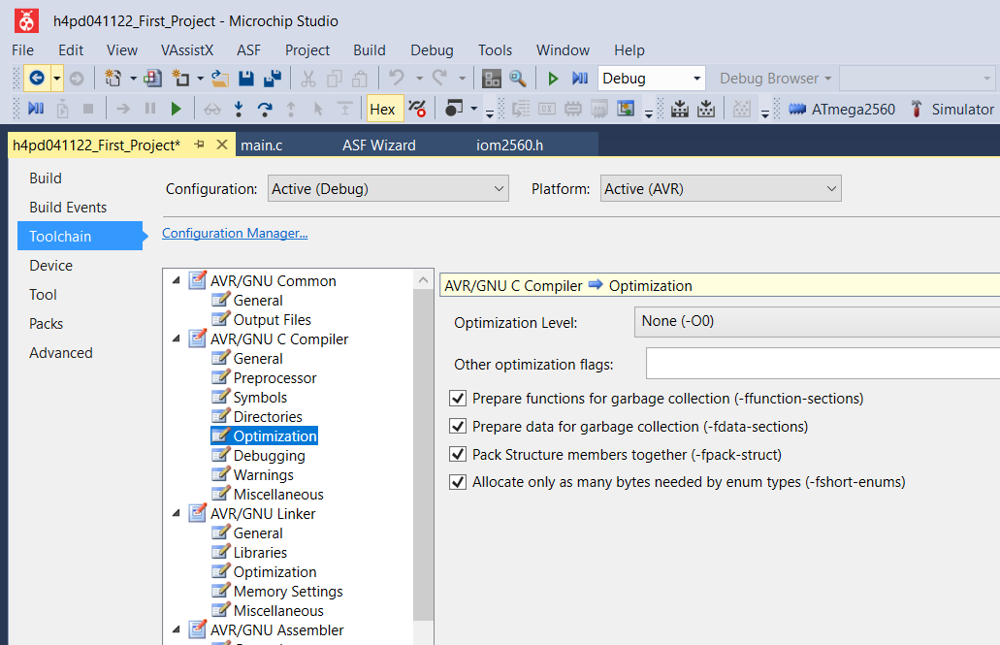 h4pd041122_First_Project - Microchip Studio
File Edit View VAssistX ASF Project Build Debug Tools Window Help
Debug Debug Browser
Hex ATmega2560 Simulator
h4pd041122_First_Project* main.c ASF Wizard iom2560.h
Build
Build Events
Toolchain
Device
Tool
Packs
Advanced
Configuration: Active (Debug) Platform: Active (AVR)
Configuration Manager...
AVR/GNU Common
General
Output Files
AVR/GNU C Compiler
General
Preprocessor
Symbols
Directories
Optimization
Debugging
Warnings
Miscellaneous
AVR/GNU Linker
General
Libraries
Optimization
Memory Settings
Miscellaneous
AVR/GNU Assembler
AVR/GNU C Compiler Optimization
Optimization Level: None (-O0)
Other optimization flags:
Prepare functions for garbage collection (-ffunction-sections)
Prepare data for garbage collection (-fdata-sections)
Pack Structure members together (-fpack-struct)
Allocate only as many bytes needed by enum types (-fshort-enums)